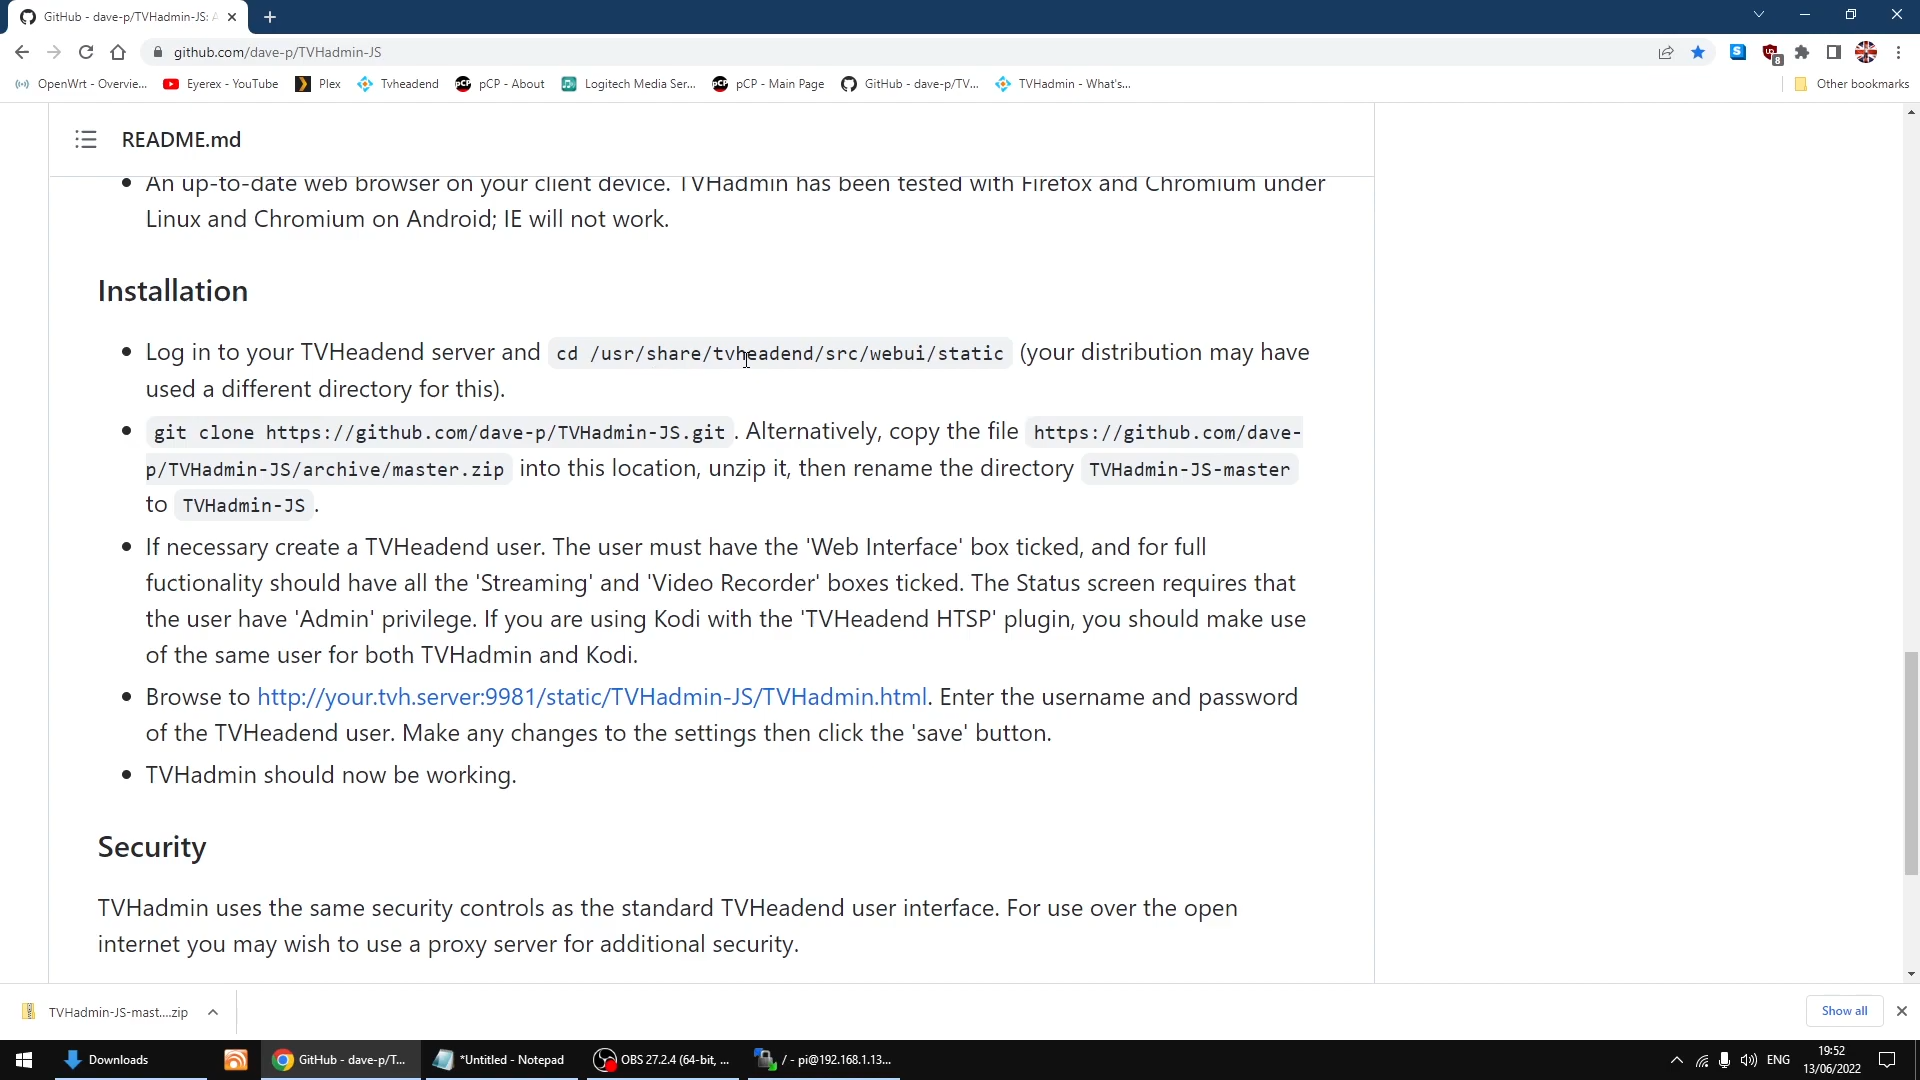 GitHub - dave-p/TVHadmin-JS: A
github.com/dave-p/TVHadmin-JS
8
OpenWrt - Overvie...
Eyerex - YouTube
Plex
Tvheadend
pCP
pCP - About
Logitech Media Ser...
pCP
pCP - Main Page
GitHub - dave-p/TV...
TVHadmin - What's...
Other bookmarks
README.md
An up-to-date web browser on your client device. TVHadmin has been tested with Firefox and Chromium under
Linux and Chromium on Android; IE will not work.
Installation
Log in to your TVHeadend server and cd /usr/share/tvheadend/src/webui/static (your distribution may have
used a different directory for this).
git clone https://github.com/dave-p/TVHadmin-JS.git. Alternatively, copy the file https://github.com/dave-
p/TVHadmin-JS/archive/master.zip into this location, unzip it, then rename the directory TVHadmin-JS-master
to TVHadmin-JS.
If necessary create a TVHeadend user. The user must have the 'Web Interface' box ticked, and for full
fuctionality should have all the 'Streaming' and 'Video Recorder' boxes ticked. The Status screen requires that
the user have 'Admin' privilege. If you are using Kodi with the 'TVHeadend HTSP' plugin, you should make use
of the same user for both TVHadmin and Kodi.
Browse to http://your.tvh.server:9981/static/TVHadmin-JS/TVHadmin.html. Enter the username and password
of the TVHeadend user. Make any changes to the settings then click the 'save' button.
TVHadmin should now be working.
Security
TVHadmin uses the same security controls as the standard TVHeadend user interface. For use over the open
internet you may wish to use a proxy server for additional security.
TVHadmin-JS-mast....zip
Show all
Downloads
GitHub - dave-p/T...
*Untitled - Notepad
OBS 27.2.4 (64-bit, ...
/ - pi@192.168.1.13...
ENG
19:52
13/06/2022